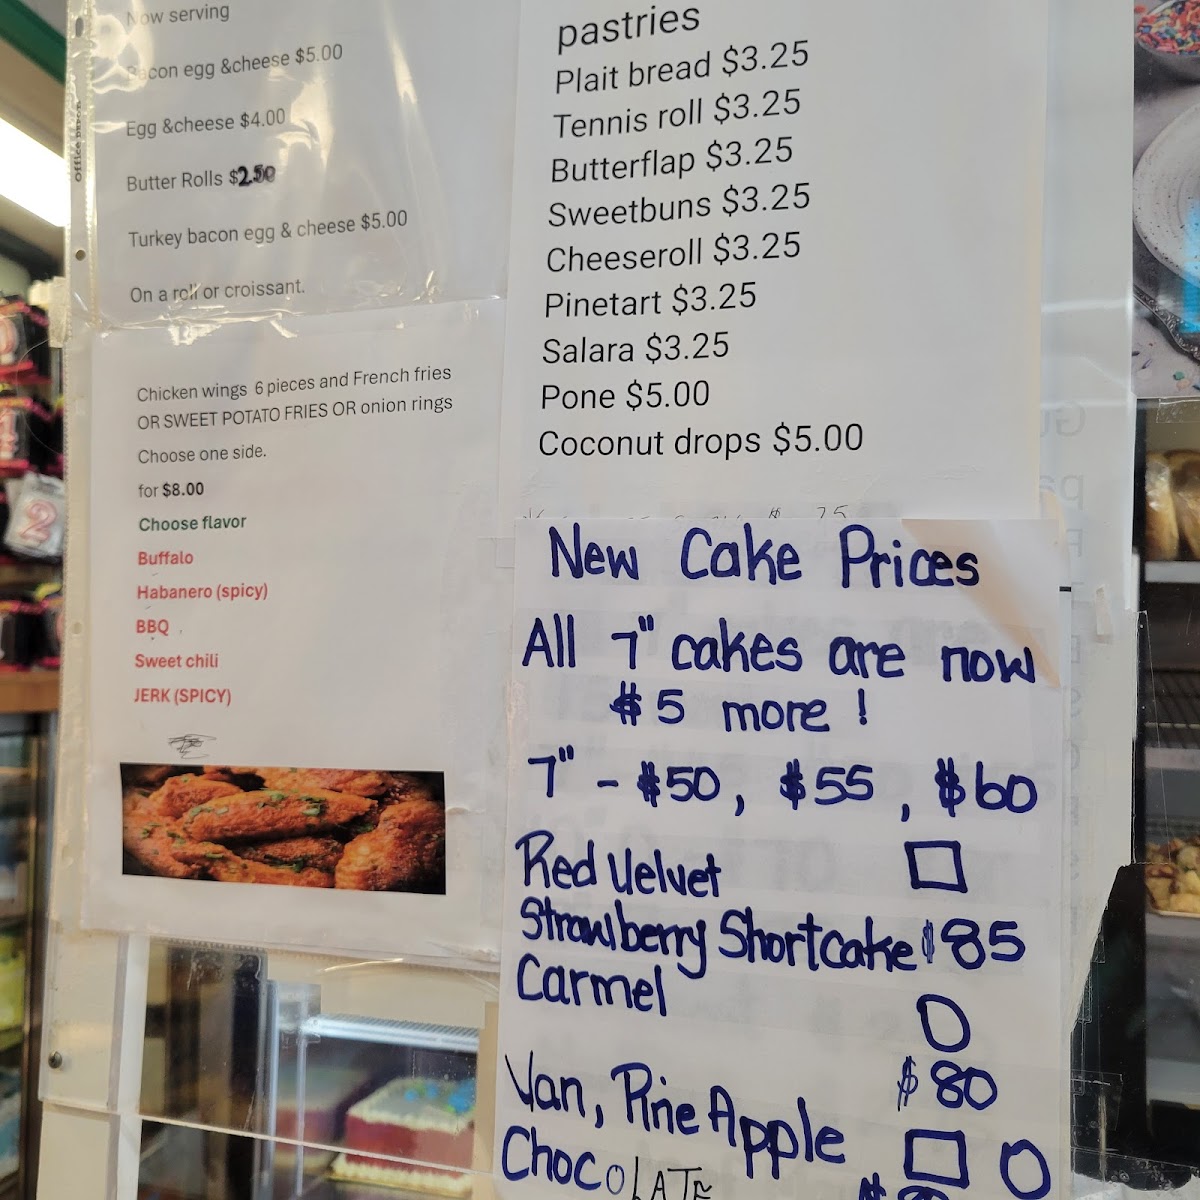 Now serving
Bacon egg &cheese $5.00
Egg &cheese $4.00
Butter Rolls $2.50
Turkey bacon egg & cheese $5.00
On a roll or croissant.
Office DEPOT
Chicken wings 6 pieces and French fries
OR SWEET POTATO FRIES OR onion rings
Choose one side.
for $8.00
Choose flavor
Buffalo
Habanero (spicy)
BBQ
Sweet chili
JERK (SPICY)
pastries
Plait bread $3.25
Tennis roll $3.25
Butterflap $3.25
Sweetbuns $3.25
Cheeseroll $3.25
Pinetart $3.25
Salara $3.25
Pone $5.00
Coconut drops $5.00
New Cake Prices
All 7" cakes are now
$5 more !
7" - $50, $55, $60
Red Velvet
Strawberry Shortcake $85
Carmel
$80
Van, Pine Apple
ChocoLATe
2